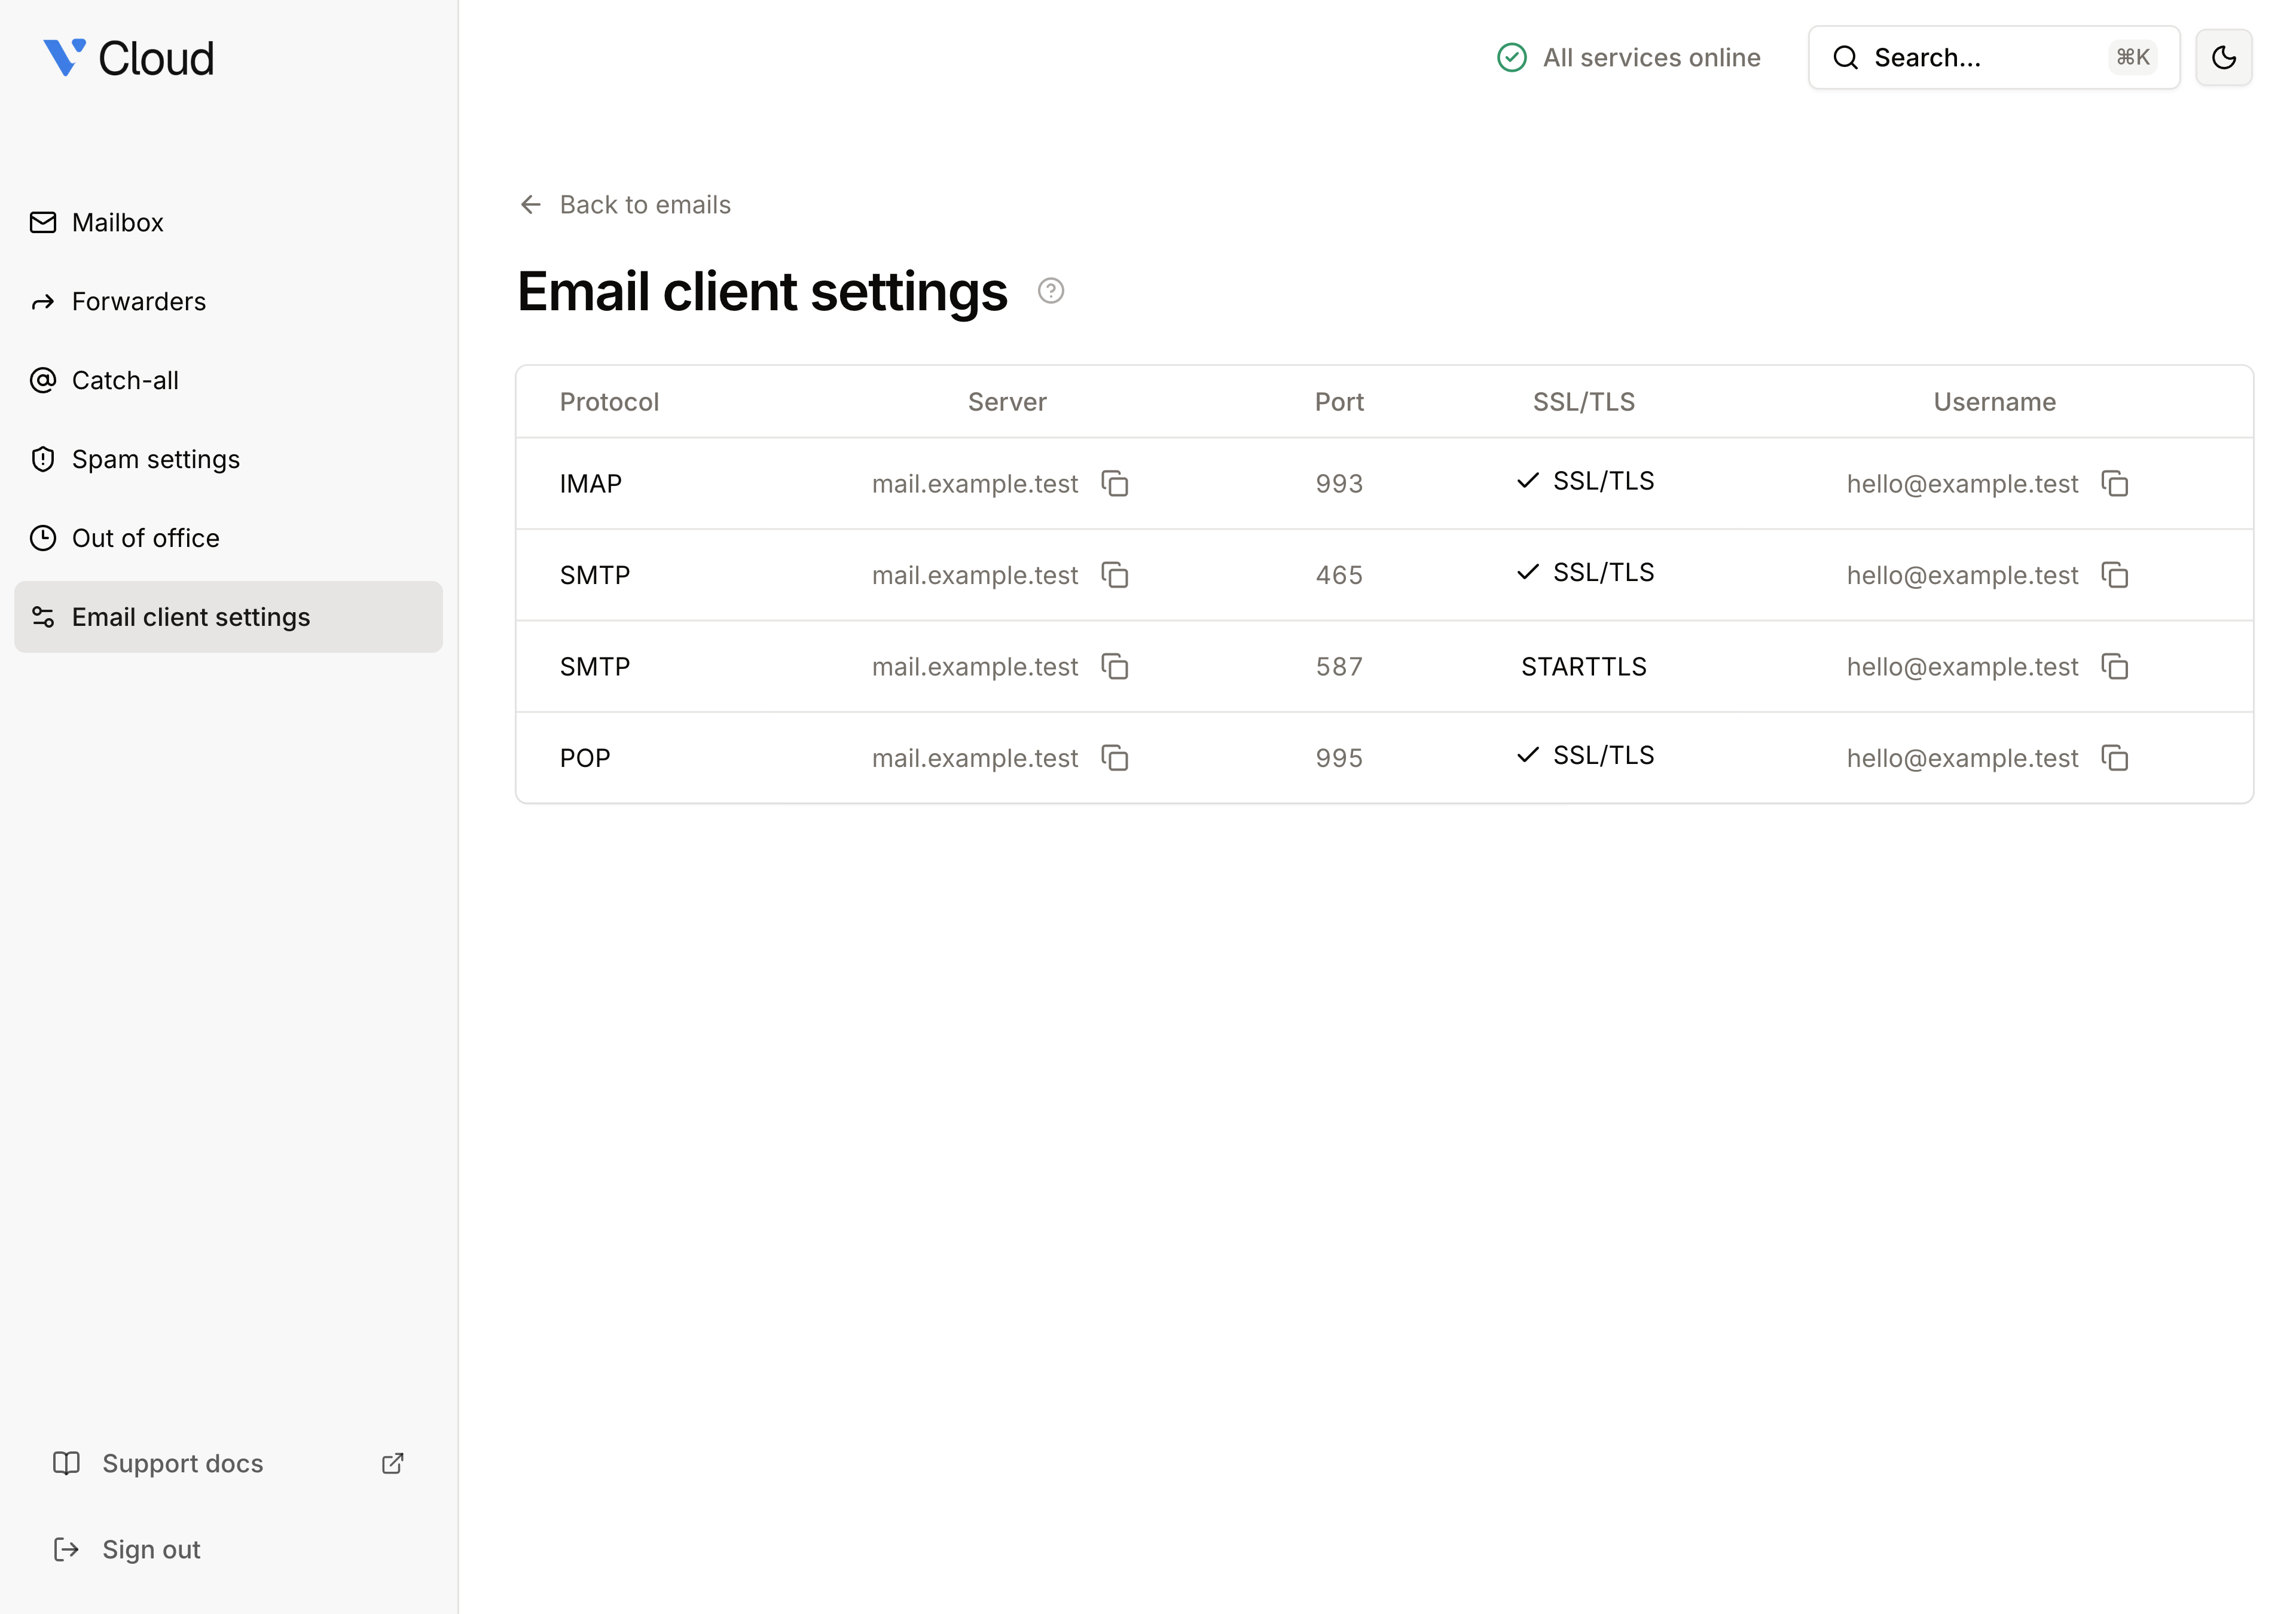 Cloud
All services online
Search...
⌘K
Mailbox
Forwarders
Catch-all
Spam settings
Out of office
Email client settings
Support docs
Sign out
Back to emails
Email client settings
Protocol Server Port SSL/TLS Username
IMAP mail.example.test 993 SSL/TLS hello@example.test
SMTP mail.example.test 465 SSL/TLS hello@example.test
SMTP mail.example.test 587 STARTTLS hello@example.test
POP mail.example.test 995 SSL/TLS hello@example.test